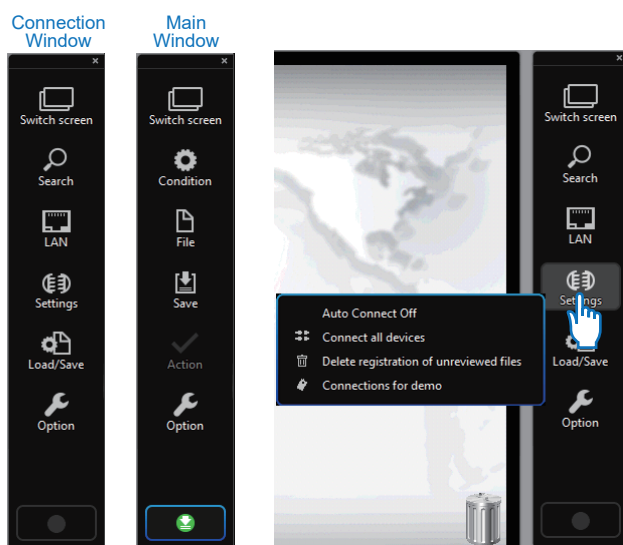 Connection
Window
Switch screen
Search
LAN
Settings
Load/Save
Option
Main
Window
Switch screen
Condition
File
Save
Action
Option
Auto Connect Off
Connect all devices
Delete registration of unreviewed files
Connections for demo
Switch screen
Search
LAN
Settings
Load/Save
Option